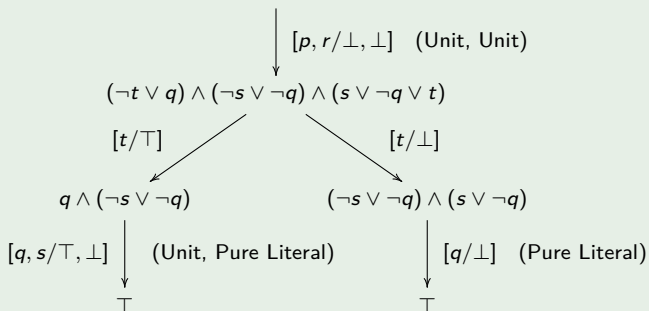 [p, r/⊥, ⊥] (Unit, Unit)
(¬t ∨ q) ∧ (¬s ∨ ¬q) ∧ (s ∨ ¬q ∨ t)
[t/⊤] [t/⊥]
q ∧ (¬s ∨ ¬q) (¬s ∨ ¬q) ∧ (s ∨ ¬q)
[q, s/⊤, ⊥] (Unit, Pure Literal) [q/⊥] (Pure Literal)
⊤ ⊤